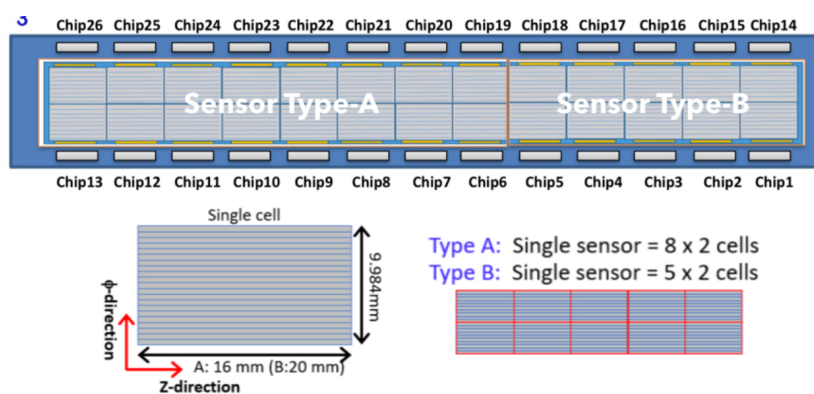 Chip26 Chip25 Chip24 Chip23 Chip22 Chip21 Chip20 Chip19 Chip18 Chip17 Chip16 Chip15 Chip14
Sensor Type-A Sensor Type-B
Chip13 Chip12 Chip11 Chip10 Chip9 Chip8 Chip7 Chip6 Chip5 Chip4 Chip3 Chip2 Chip1
Single cell
9.984mm
ϕ-direction
A: 16 mm (B:20 mm)
Z-direction
Type A: Single sensor = 8 x 2 cells
Type B: Single sensor = 5 x 2 cells